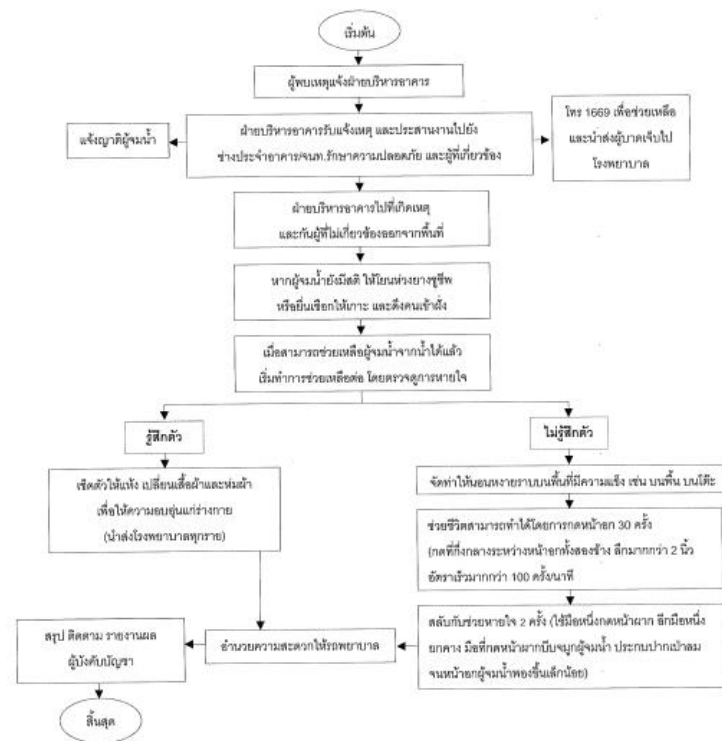 เริ่มต้น
ผู้พบเหตุแจ้งฝ่ายบริหารอาคาร
แจ้งญาติผู้จมน้ำ
ฝ่ายบริหารอาคารรับแจ้งเหตุ และประสานงานไปยัง
ช่างประจำอาคาร/จนท.รักษาความปลอดภัย และผู้ที่เกี่ยวข้อง
โทร 1669 เพื่อช่วยเหลือ
และนำส่งผู้บาดเจ็บไป
โรงพยาบาล
ฝ่ายบริหารอาคารไปที่เกิดเหตุ
และกันผู้ที่ไม่เกี่ยวข้องออกจากพื้นที่
หากผู้จมน้ำยังมีสติ ให้โยนห่วงยางชูชีพ
หรือยื่นเชือกให้เกาะ และดึงคนเข้าฝั่ง
เมื่อสามารถช่วยเหลือผู้จมน้ำจากน้ำได้แล้ว
เริ่มทำการช่วยเหลือต่อ โดยตรวจดูการหายใจ
รู้สึกตัว
เช็ดตัวให้แห้ง เปลี่ยนเสื้อผ้าและห่มผ้า
เพื่อให้ความอบอุ่นแก่ร่างกาย
(นำส่งโรงพยาบาลทุกราย)
ไม่รู้สึกตัว
จัดท่าให้นอนหงายราบบนพื้นที่มีความแข็ง เช่น บนพื้น บนโต๊ะ
ช่วยชีวิตสามารถทำได้โดยการกดหน้าอก 30 ครั้ง
(กดที่กึ่งกลางระหว่างหน้าอกทั้งสองข้าง ลึกมากกว่า 2 นิ้ว
อัตราเร็วมากกว่า 100 ครั้ง/นาที
สลับกับช่วยหายใจ 2 ครั้ง (ใช้มือหนึ่งกดหน้าผาก อีกมือหนึ่ง
ยกคาง มือที่กดหน้าผากบีบจมูกผู้จมน้ำ ประกบปากเป่าลม
จนหน้าอกผู้จมน้ำพองขึ้นเล็กน้อย)
อำนวยความสะดวกให้รถพยาบาล
สรุป ติดตาม รายงานผล
ผู้บังคับบัญชา
สิ้นสุด